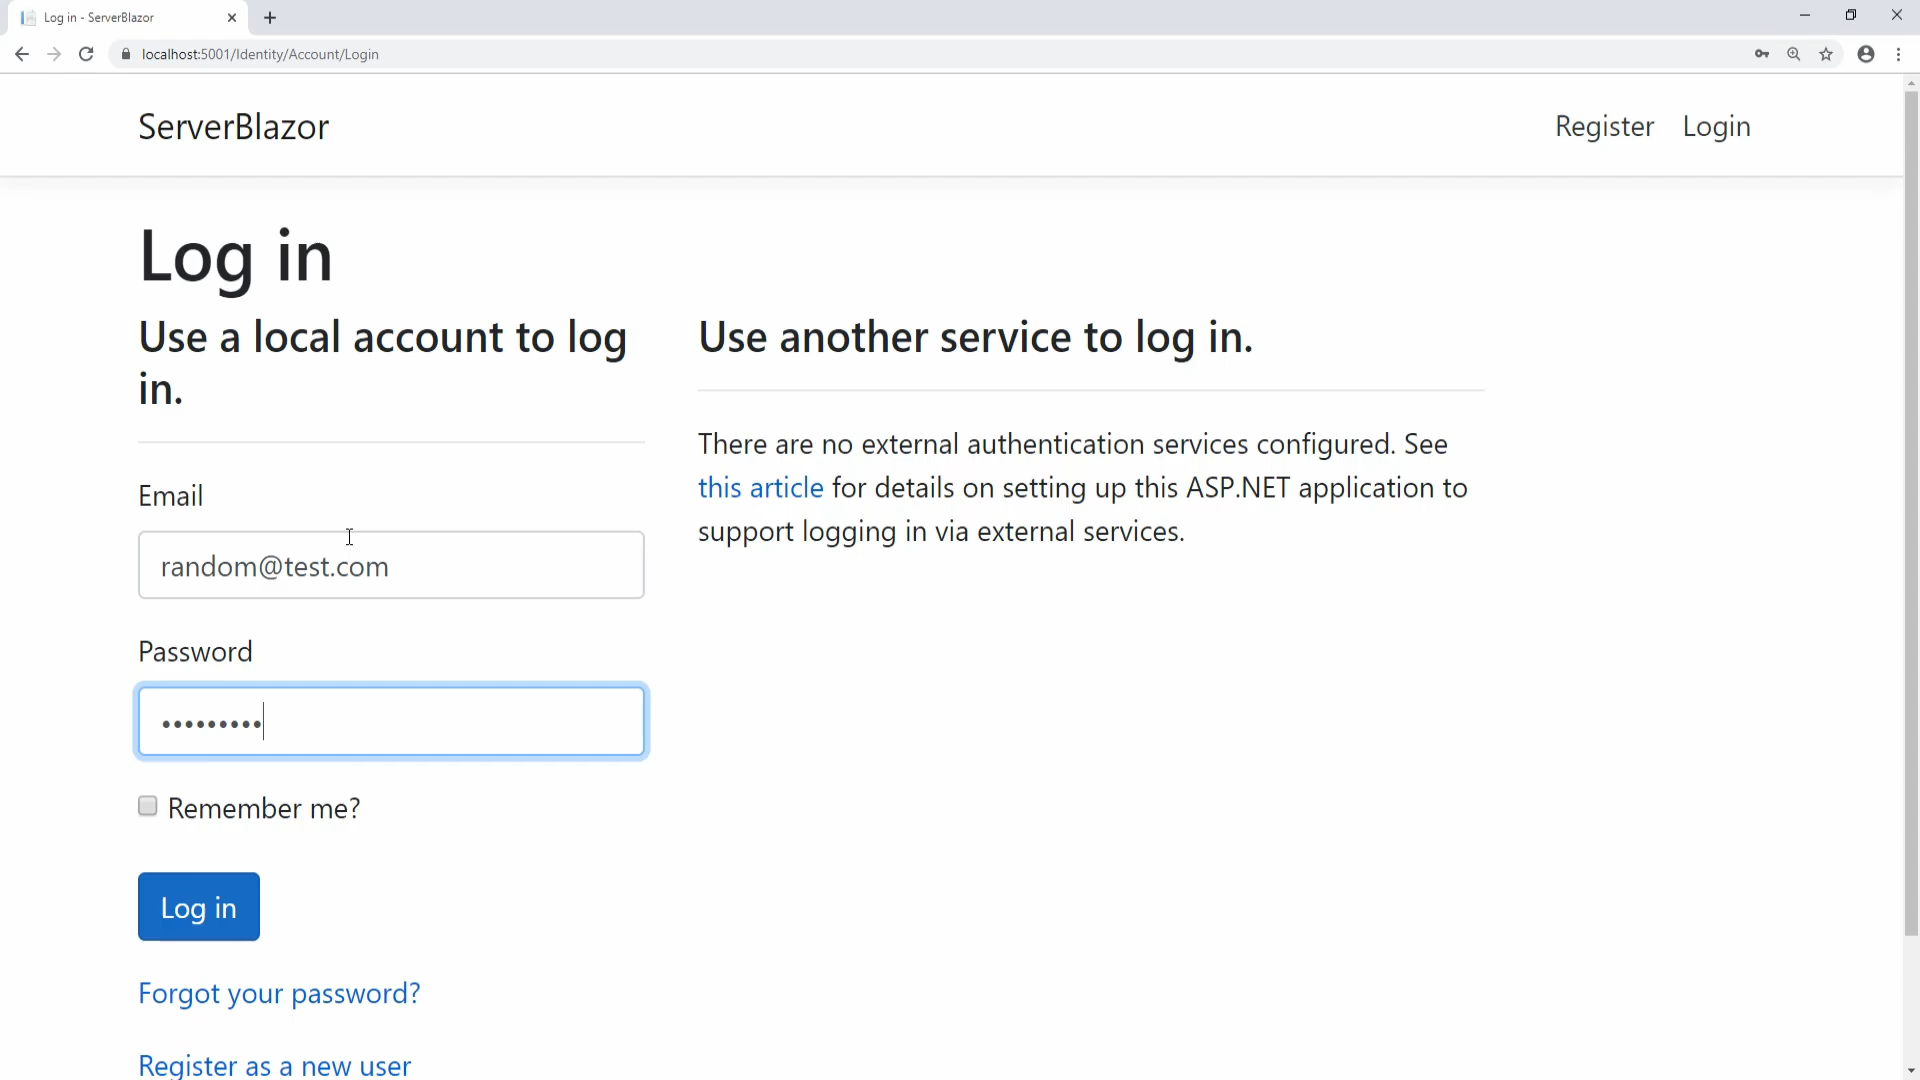 Log in - ServerBlazor
localhost:5001/Identity/Account/Login
ServerBlazor
Register Login
Log in
Use a local account to log
in.
Email
random@test.com
Password
•••••••••
Remember me?
Log in
Forgot your password?
Register as a new user
Use another service to log in.
There are no external authentication services configured. See
this article for details on setting up this ASP.NET application to
support logging in via external services.